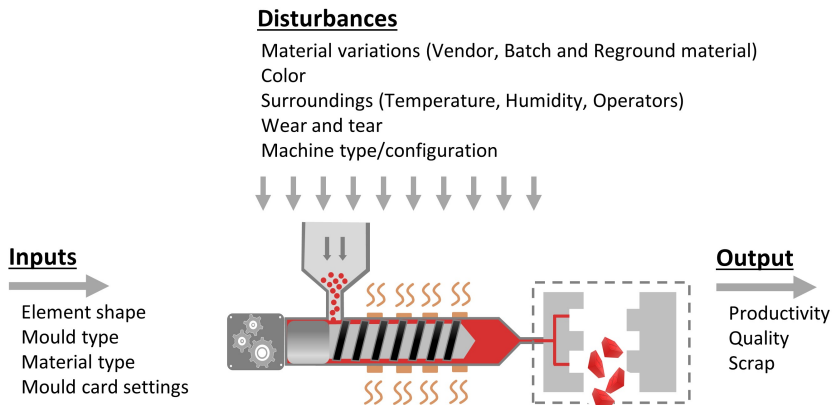 Disturbances
Material variations (Vendor, Batch and Reground material)
Color
Surroundings (Temperature, Humidity, Operators)
Wear and tear
Machine type/configuration
Inputs
Element shape
Mould type
Material type
Mould card settings
Output
Productivity
Quality
Scrap